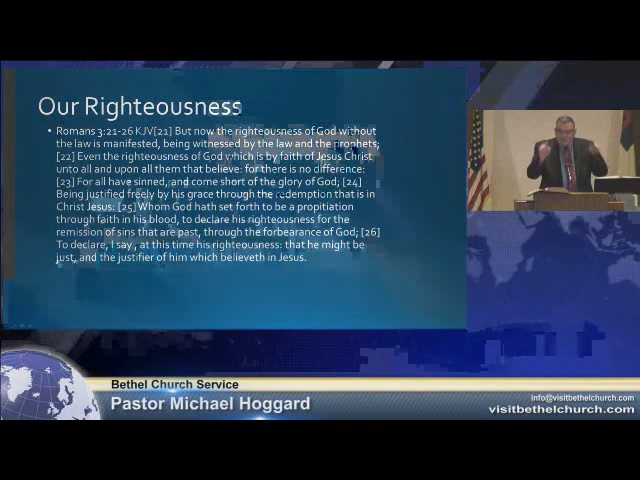 Our Righteousness
• Romans 3:21-26 KJV[21] But now the righteousness of God without
the law is manifested, being witnessed by the law and the prophets;
[22] Even the righteousness of God which is by faith of Jesus Christ
unto all and upon all them that believe: for there is no difference:
[23] For all have sinned, and come short of the glory of God; [24]
Being justified freely by his grace through the redemption that is in
Christ Jesus: [25] Whom God hath set forth to be a propitiation
through faith in his blood, to declare his righteousness for the
remission of sins that are past, through the forbearance of God; [26]
To declare, I say, at this time his righteousness: that he might be
just, and the justifier of him which believeth in Jesus.
Bethel Church Service
Pastor Michael Hoggard
info@visitbethelchurch.com
visitbethelchurch.com